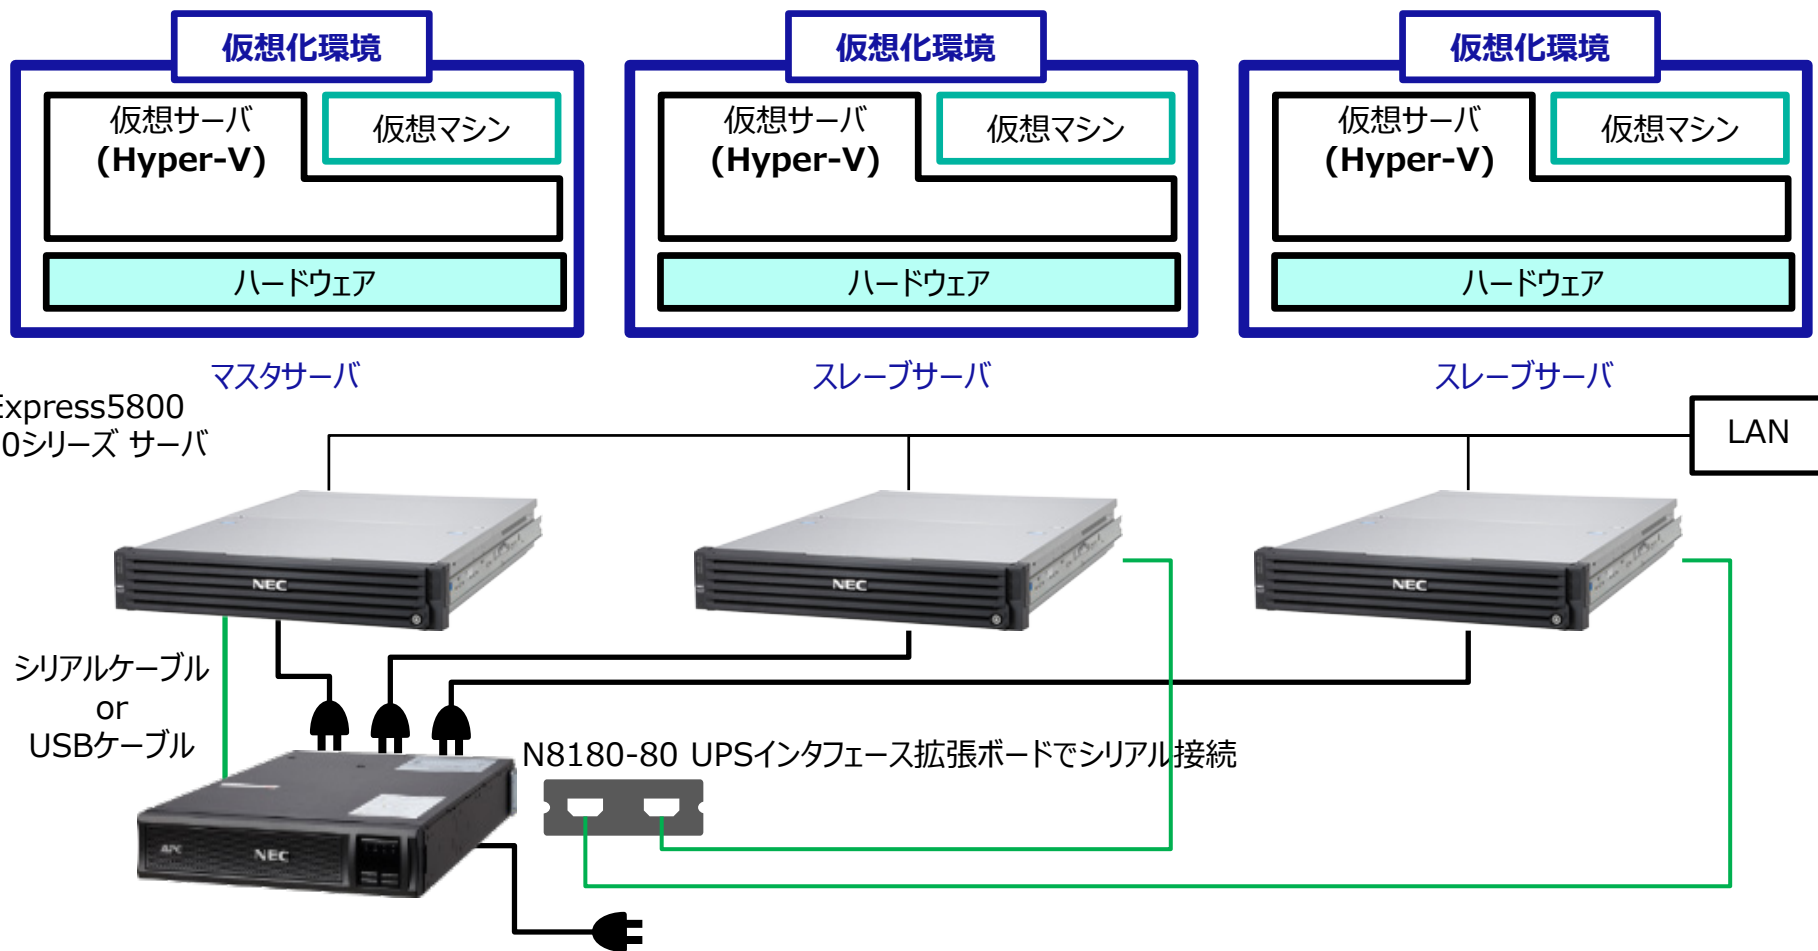 仮想化環境
仮想化環境
仮想化環境
仮想サーバ
(Hyper-V)
仮想マシン
ハードウェア
仮想サーバ
(Hyper-V)
仮想マシン
ハードウェア
仮想サーバ
(Hyper-V)
仮想マシン
ハードウェア
マスタサーバ
スレーブサーバ
スレーブサーバ
Express5800
0シリーズ サーバ
LAN
NEC
NEC
NEC
シリアルケーブル
or
USBケーブル
N8180-80 UPSインタフェース拡張ボードでシリアル接続
APC
NEC